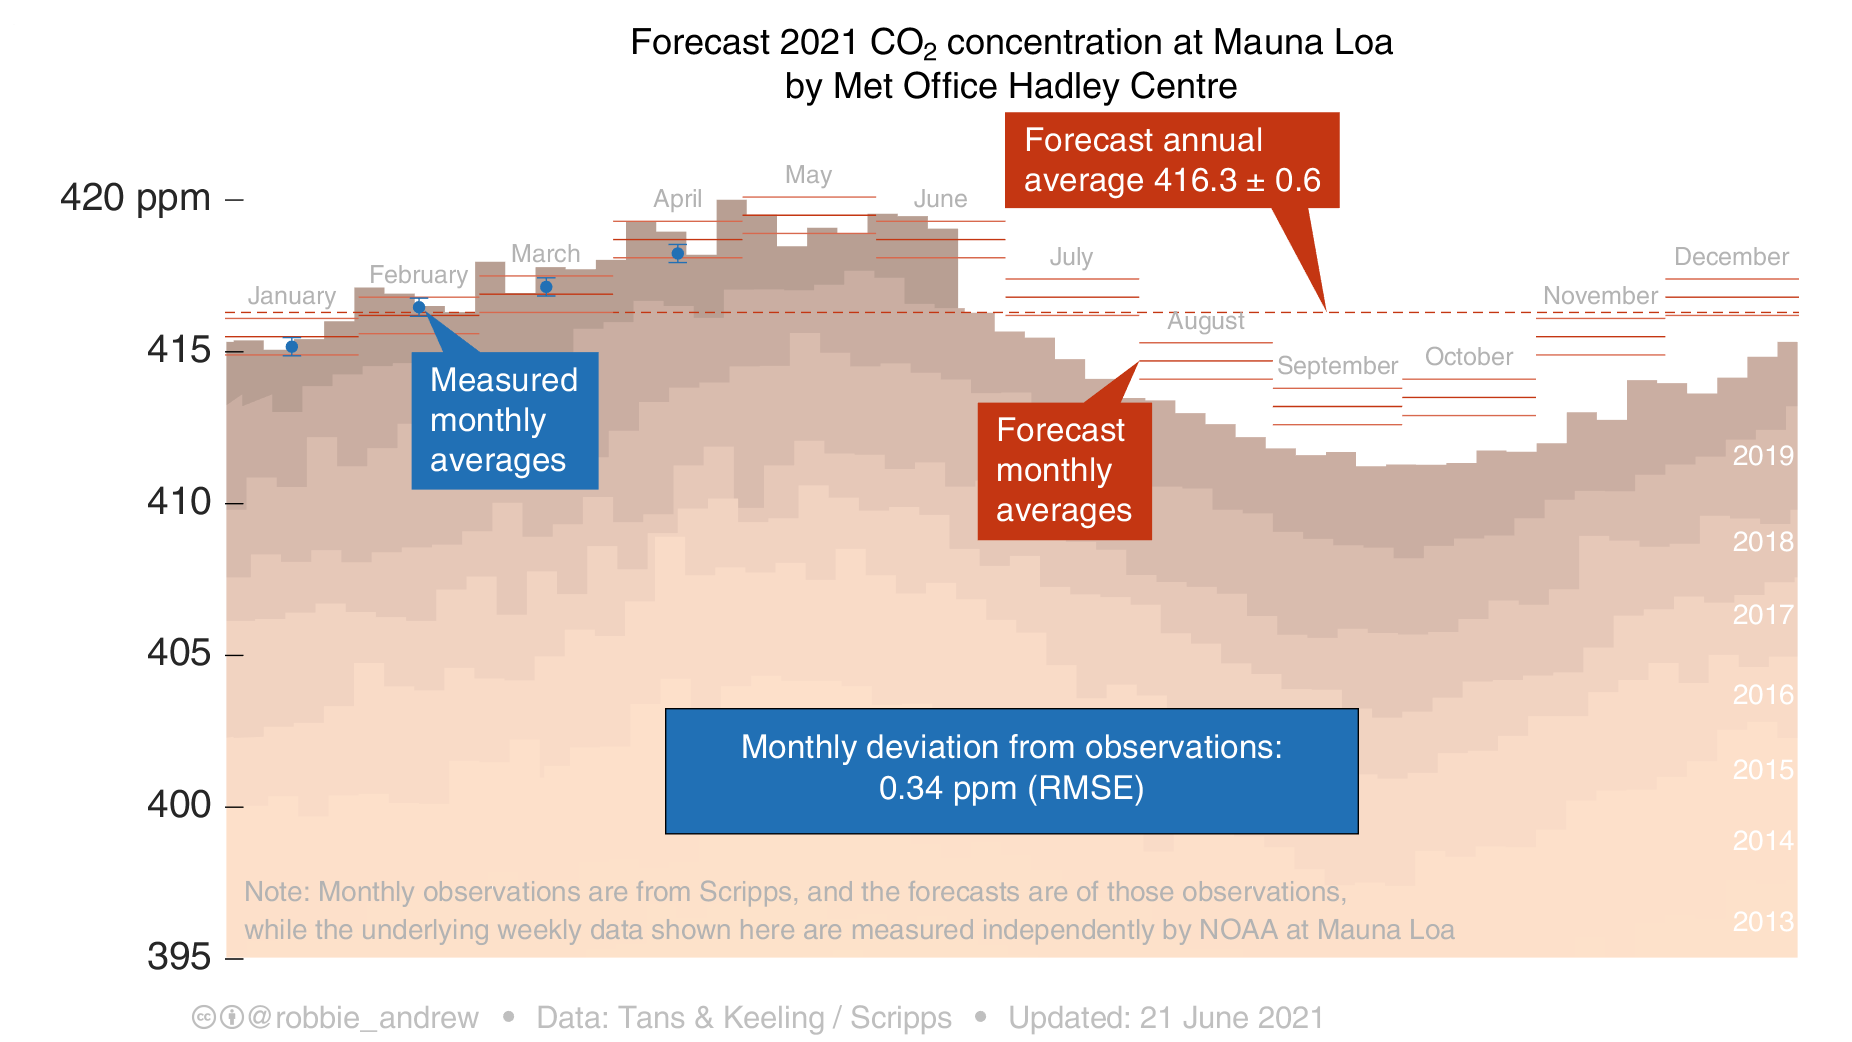 Forecast 2021 CO₂ concentration at Mauna Loa
by Met Office Hadley Centre
Forecast annual
average 416.3 ± 0.6
420 ppm
415
410
405
400
395
January
February
March
April
May
June
July
August
September
October
November
December
Measured
monthly
averages
Forecast
monthly
averages
2019
2018
2017
2016
2015
2014
2013
Monthly deviation from observations:
0.34 ppm (RMSE)
Note: Monthly observations are from Scripps, and the forecasts are of those observations,
while the underlying weekly data shown here are measured independently by NOAA at Mauna Loa
cc @robbie_andrew • Data: Tans & Keeling / Scripps • Updated: 21 June 2021